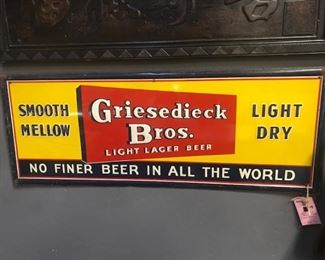 SMOOTH
MELLOW
Griesedieck
Bros.
LIGHT LAGER BEER
LIGHT
DRY
NO FINER BEER IN ALL THE WORLD